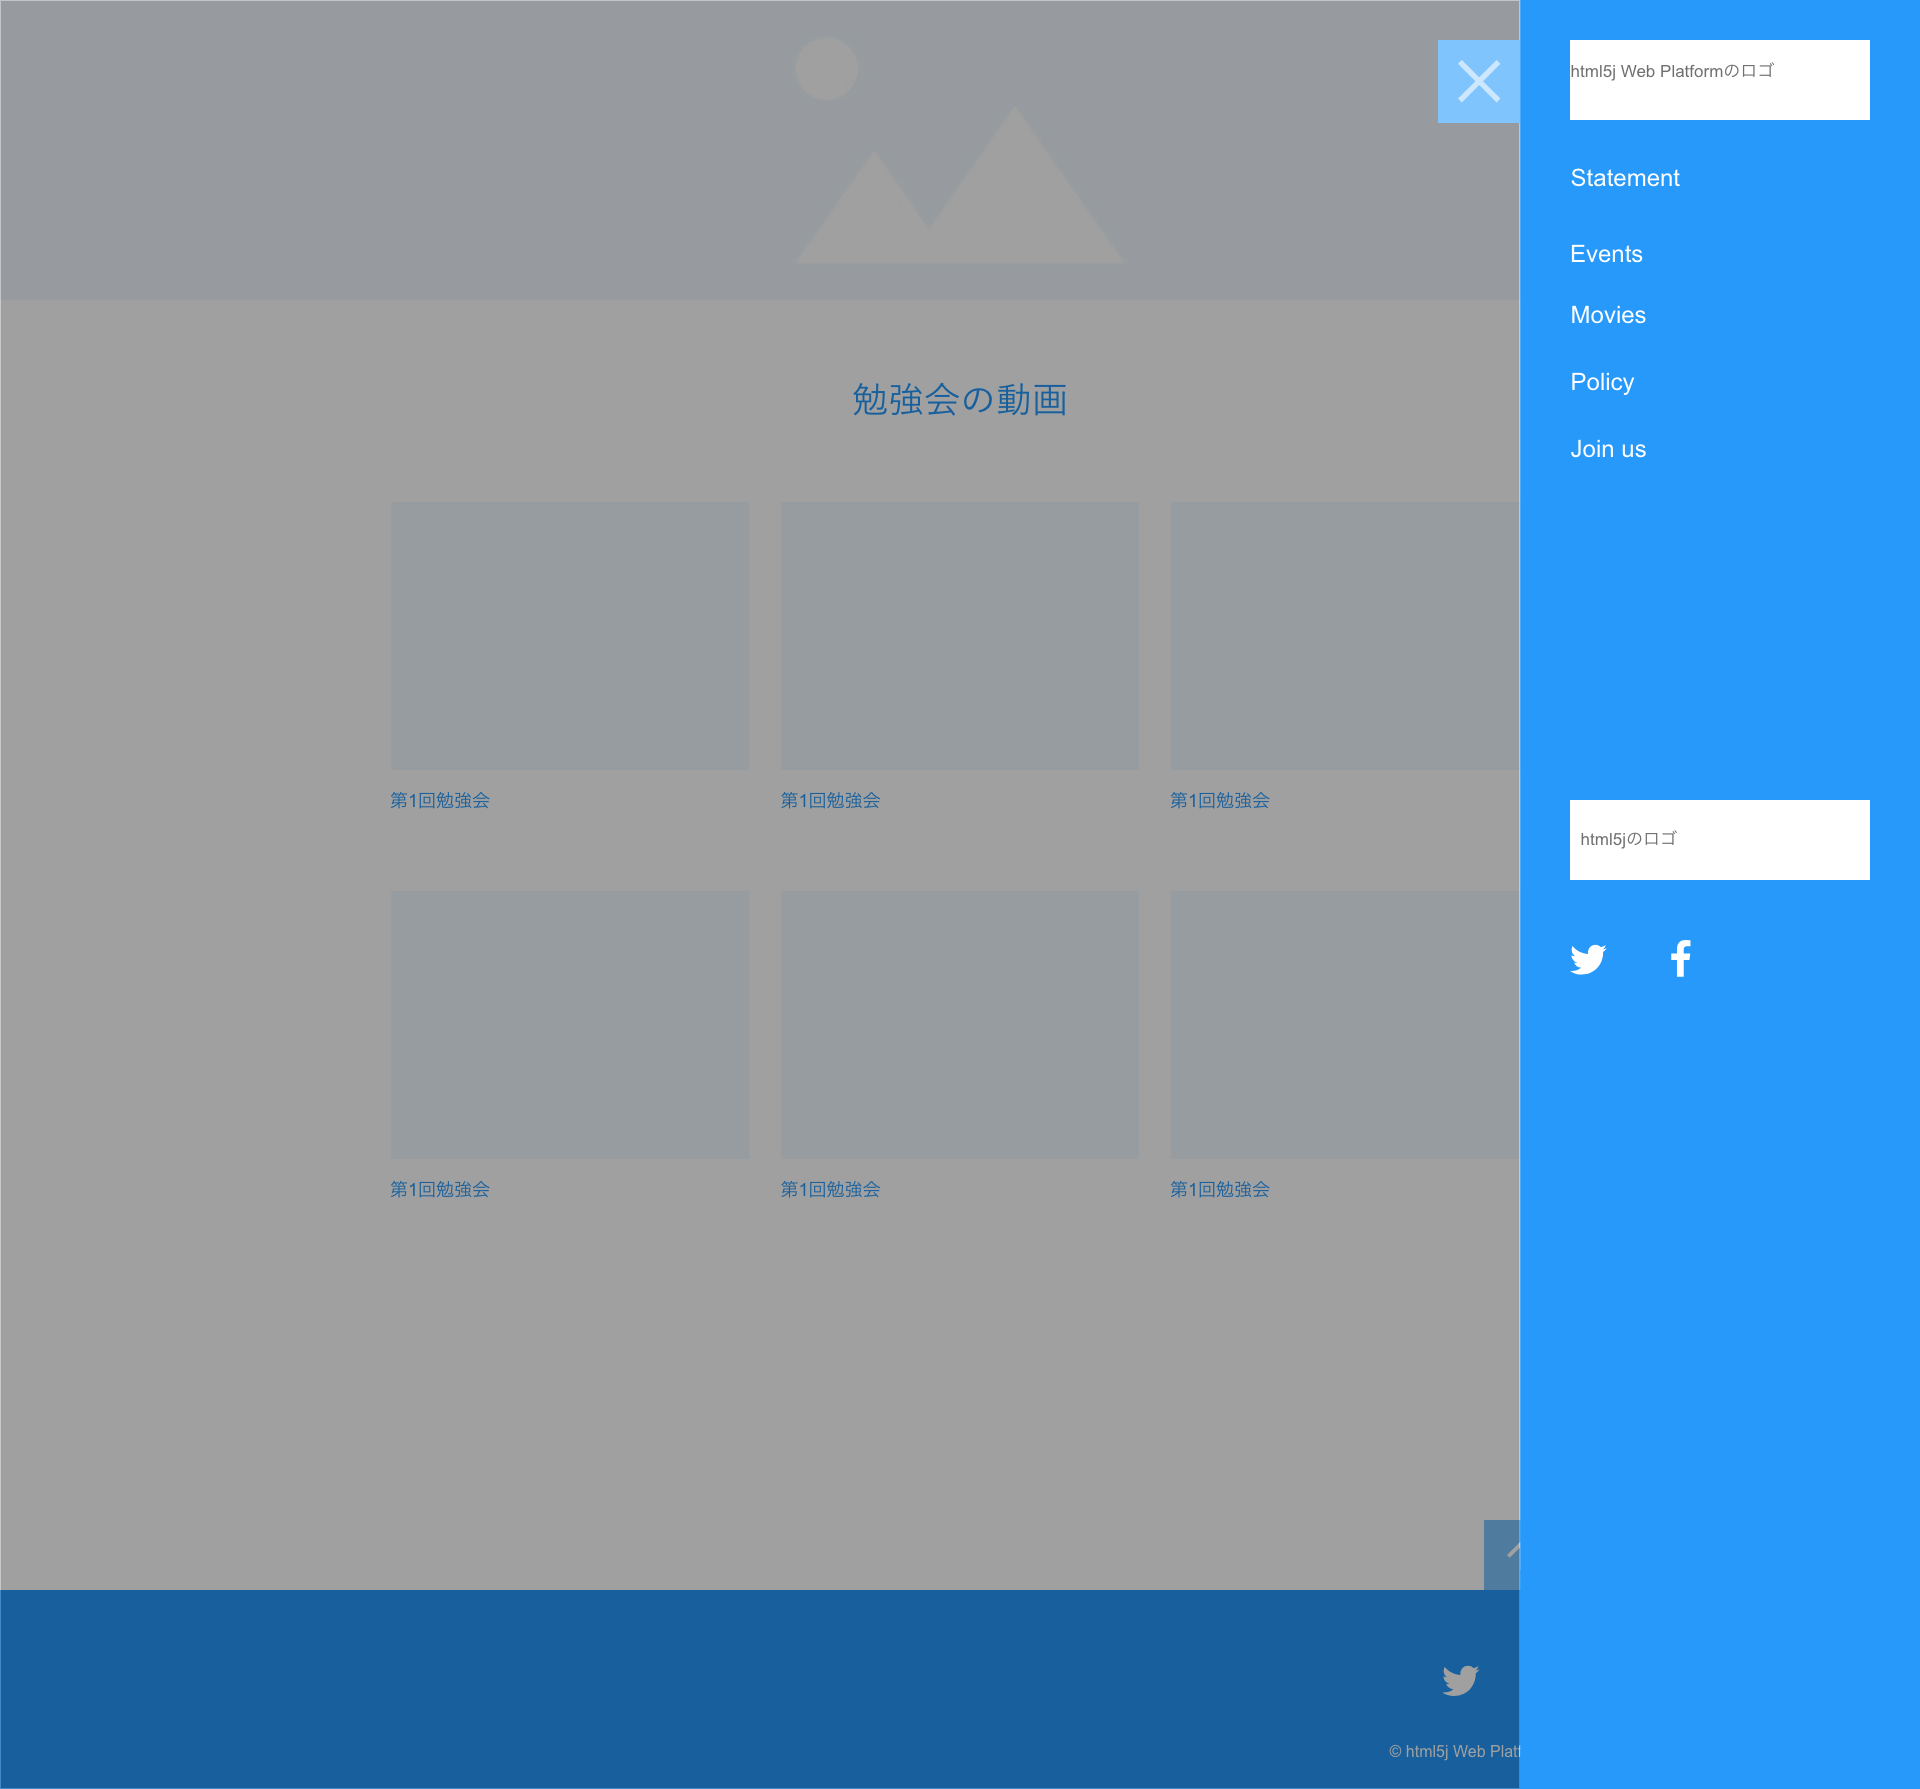 html5j Web Platformのロゴ
Statement
Events
Movies
Policy
Join us
勉強会の動画
第1回勉強会
第1回勉強会
第1回勉強会
html5jのロゴ
第1回勉強会
第1回勉強会
第1回勉強会
© html5j Web Platf